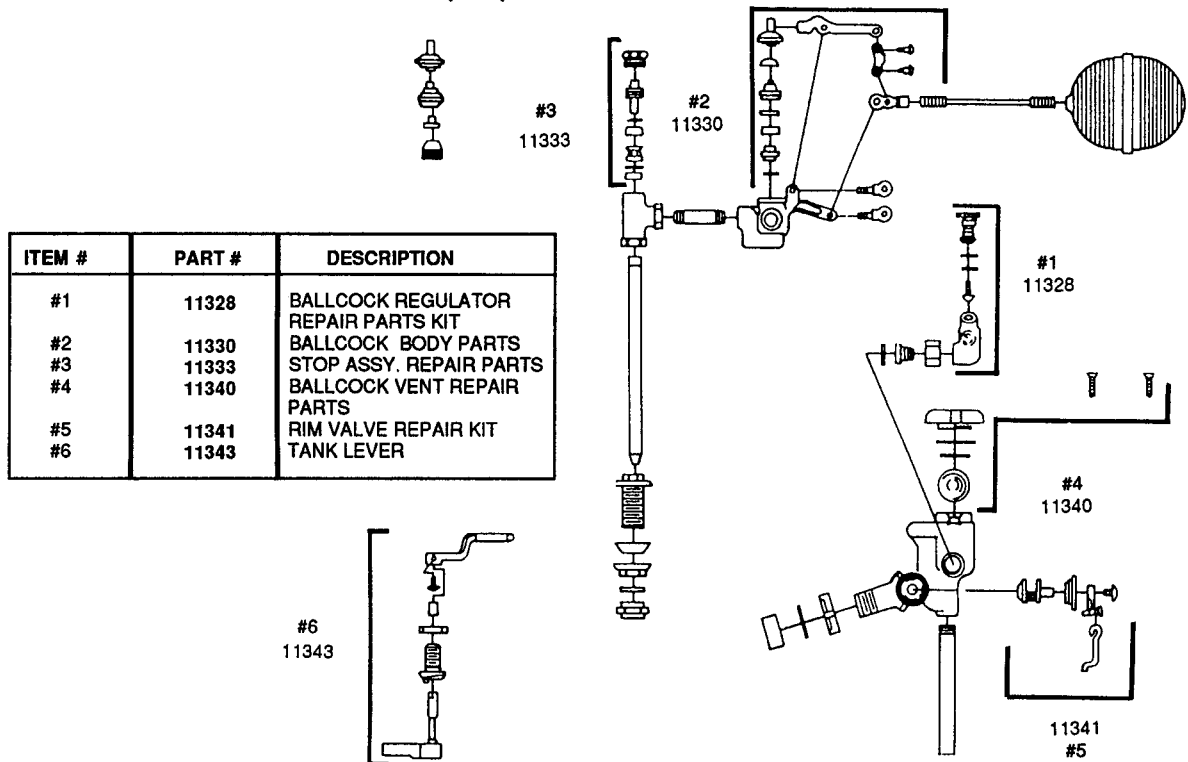 #3
11333
#2
11330
#1
11328
ITEM # PART # DESCRIPTION
#1 11328 BALLCOCK REGULATOR
REPAIR PARTS KIT
#2 11330 BALLCOCK BODY PARTS
#3 11333 STOP ASSY. REPAIR PARTS
#4 11340 BALLCOCK VENT REPAIR
PARTS
#5 11341 RIM VALVE REPAIR KIT
#6 11343 TANK LEVER
#4
11340
#6
11343
11341
#5